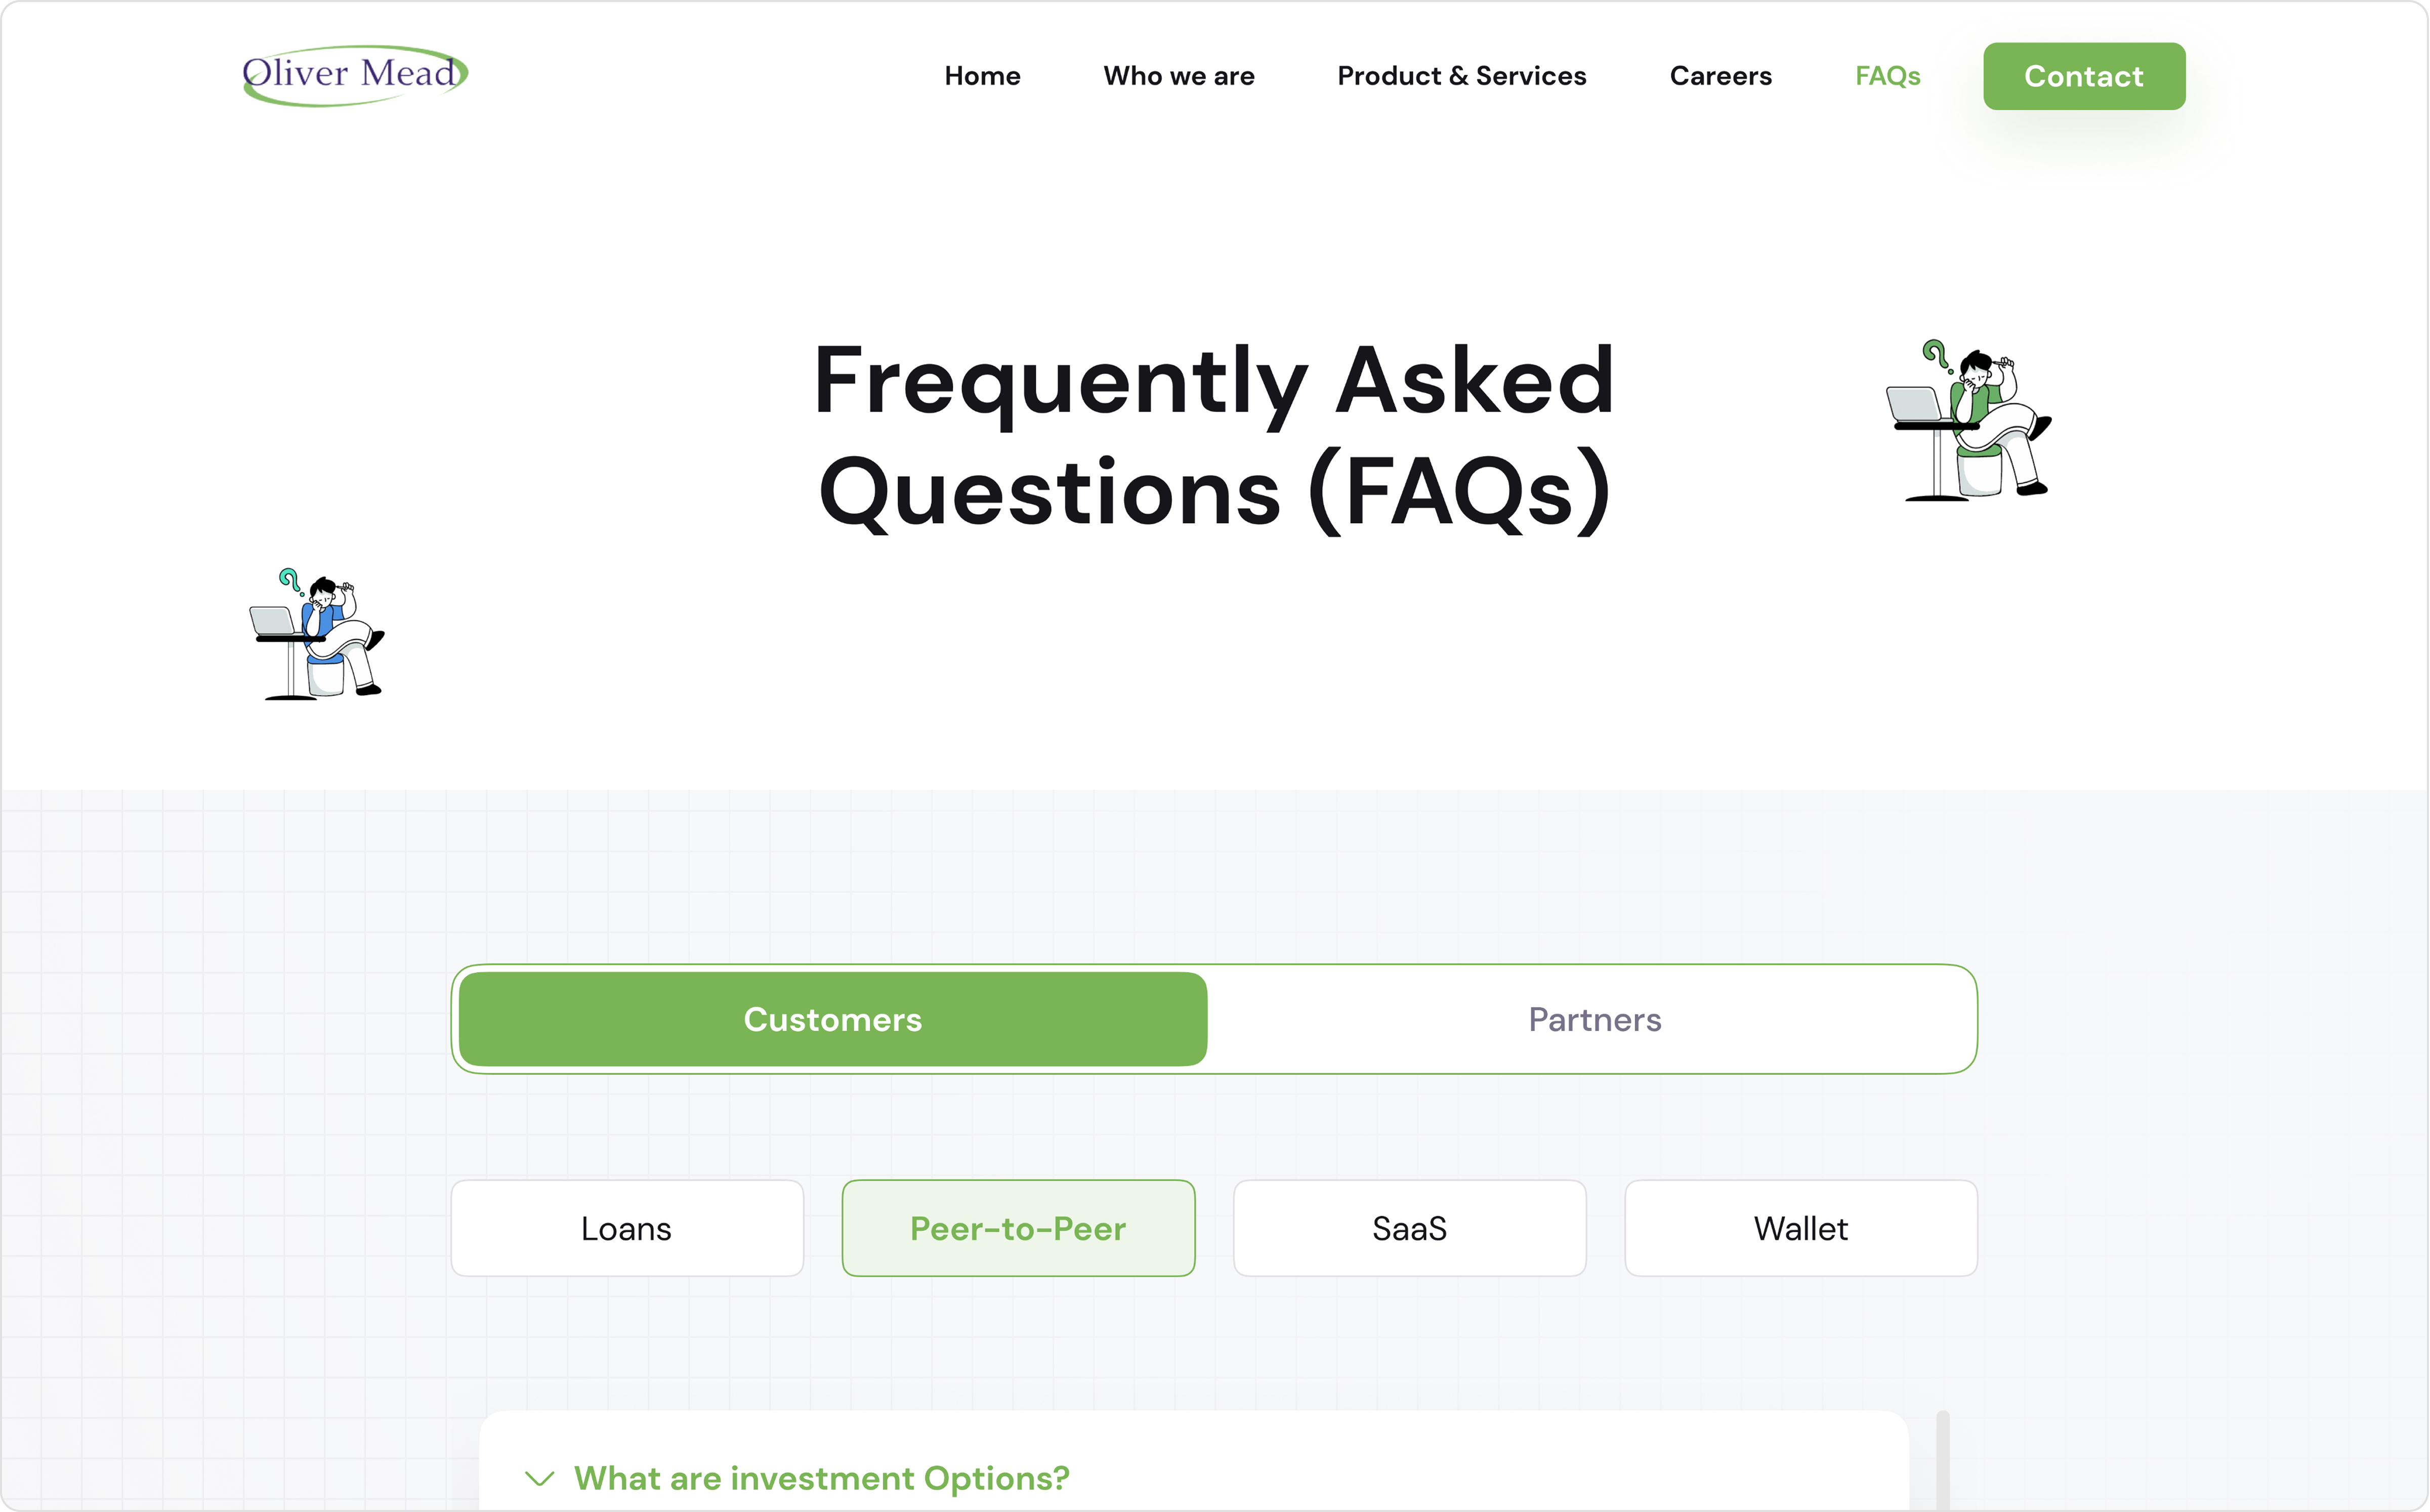 Oliver Mead
Home Who we are Product & Services Careers FAQs Contact
Frequently Asked
Questions (FAQs)
Customers Partners
Loans Peer-to-Peer SaaS Wallet
What are investment Options?